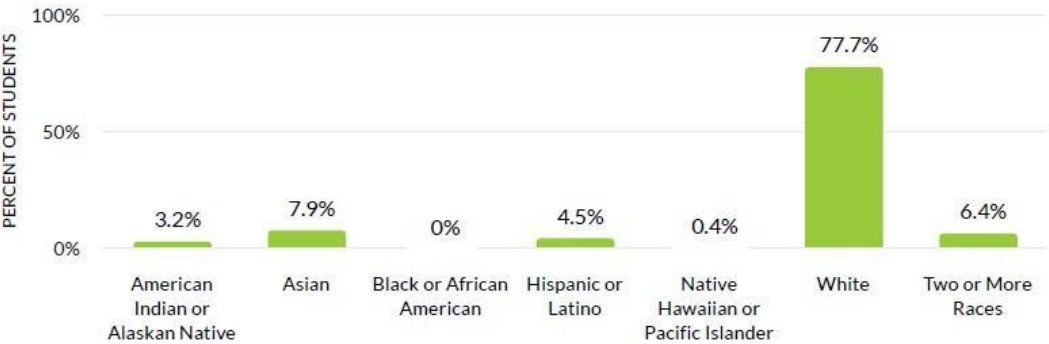 PERCENT OF STUDENTS
100%
50%
0%
3.2%
7.9%
0%
4.5%
0.4%
77.7%
6.4%
American
Indian or
Alaskan Native
Asian
Black or African
American
Hispanic or
Latino
Native
Hawaiian or
Pacific Islander
White
Two or More
Races